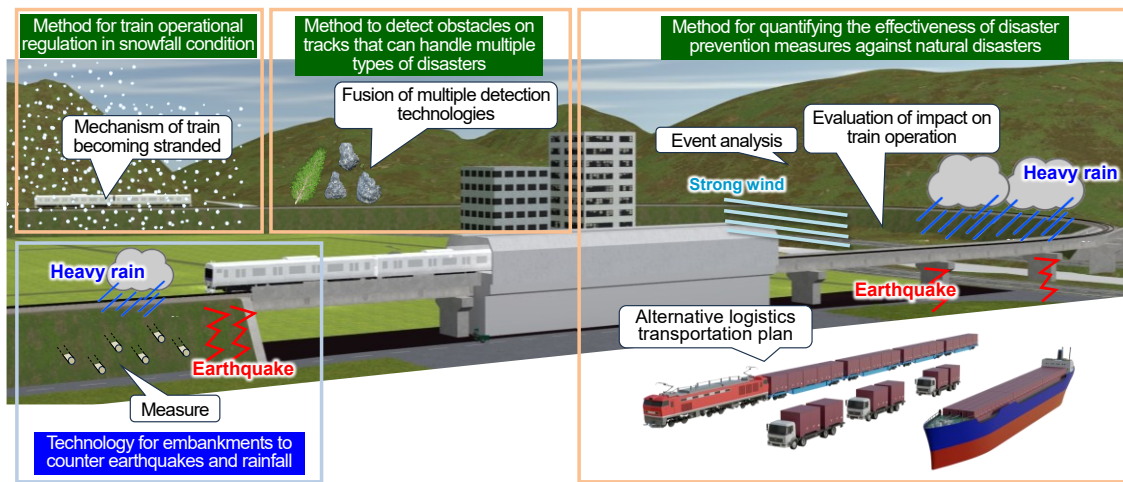 Method for train operational
regulation in snowfall condition
Method to detect obstacles on
tracks that can handle multiple
types of disasters
Method for quantifying the effectiveness of disaster
prevention measures against natural disasters
Mechanism of train
becoming stranded
Fusion of multiple detection
technologies
Event analysis
Evaluation of impact on
train operation
Strong wind
Heavy rain
Heavy rain
Earthquake
Earthquake
Alternative logistics
transportation plan
Measure
Technology for embankments to
counter earthquakes and rainfall